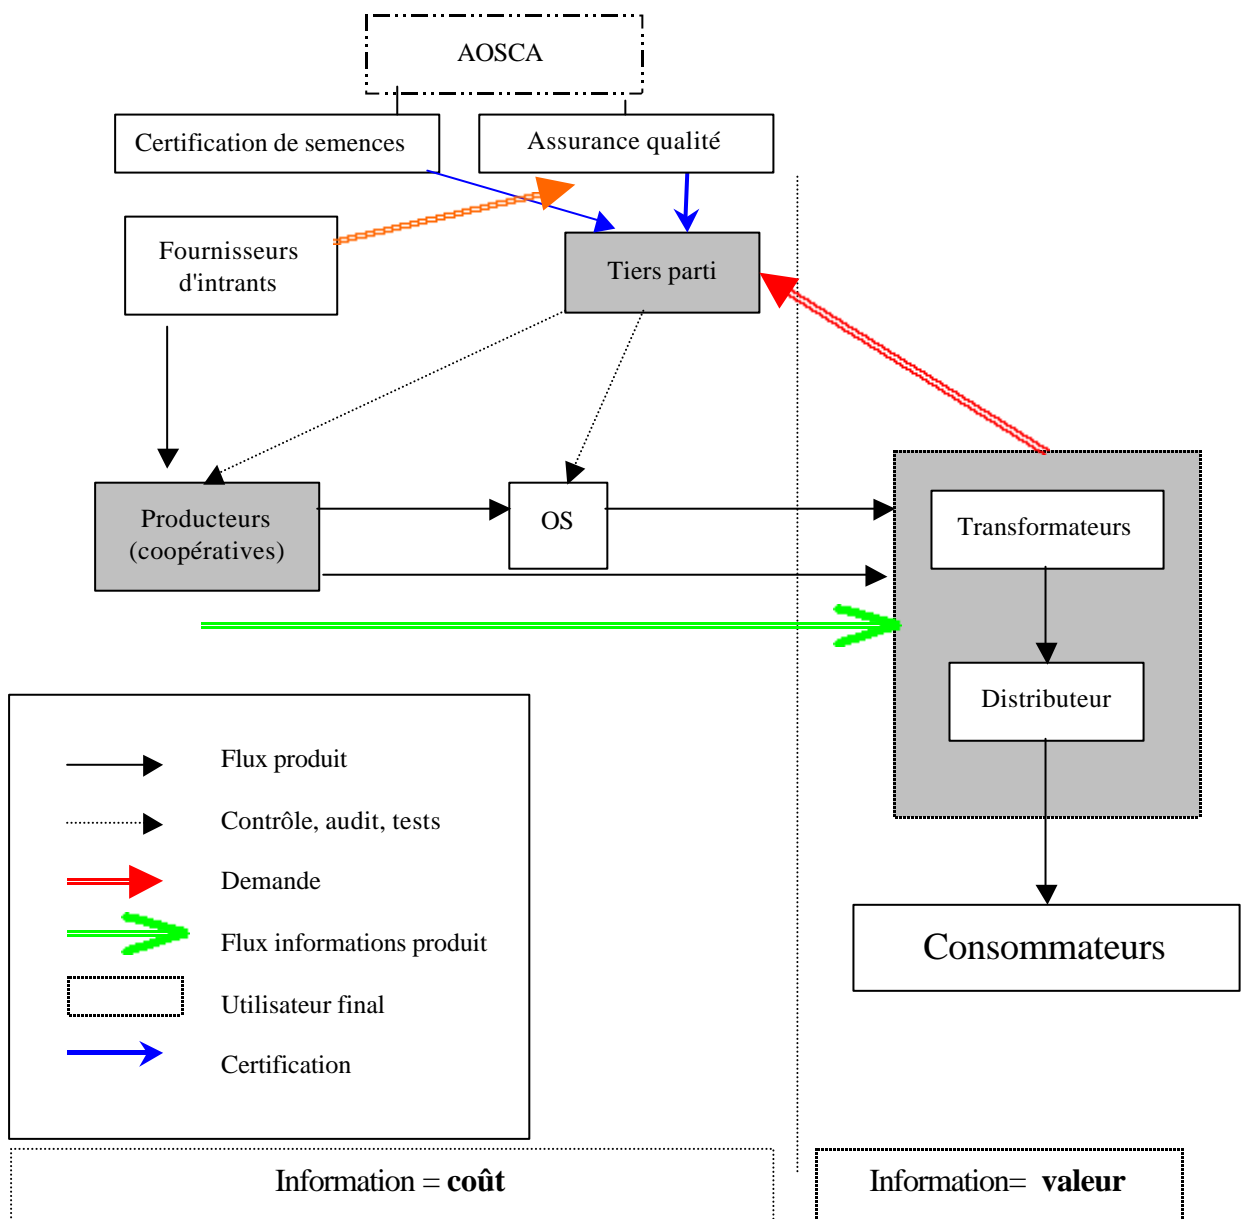 AOSCA
Certification de semences
Assurance qualité
Fournisseurs
d'intrants
Tiers parti
Producteurs
(coopératives)
OS
Transformateurs
Distributeur
Consommateurs
Flux produit
Contrôle, audit, tests
Demande
Flux informations produit
Utilisateur final
Certification
Information = coût
Information= valeur